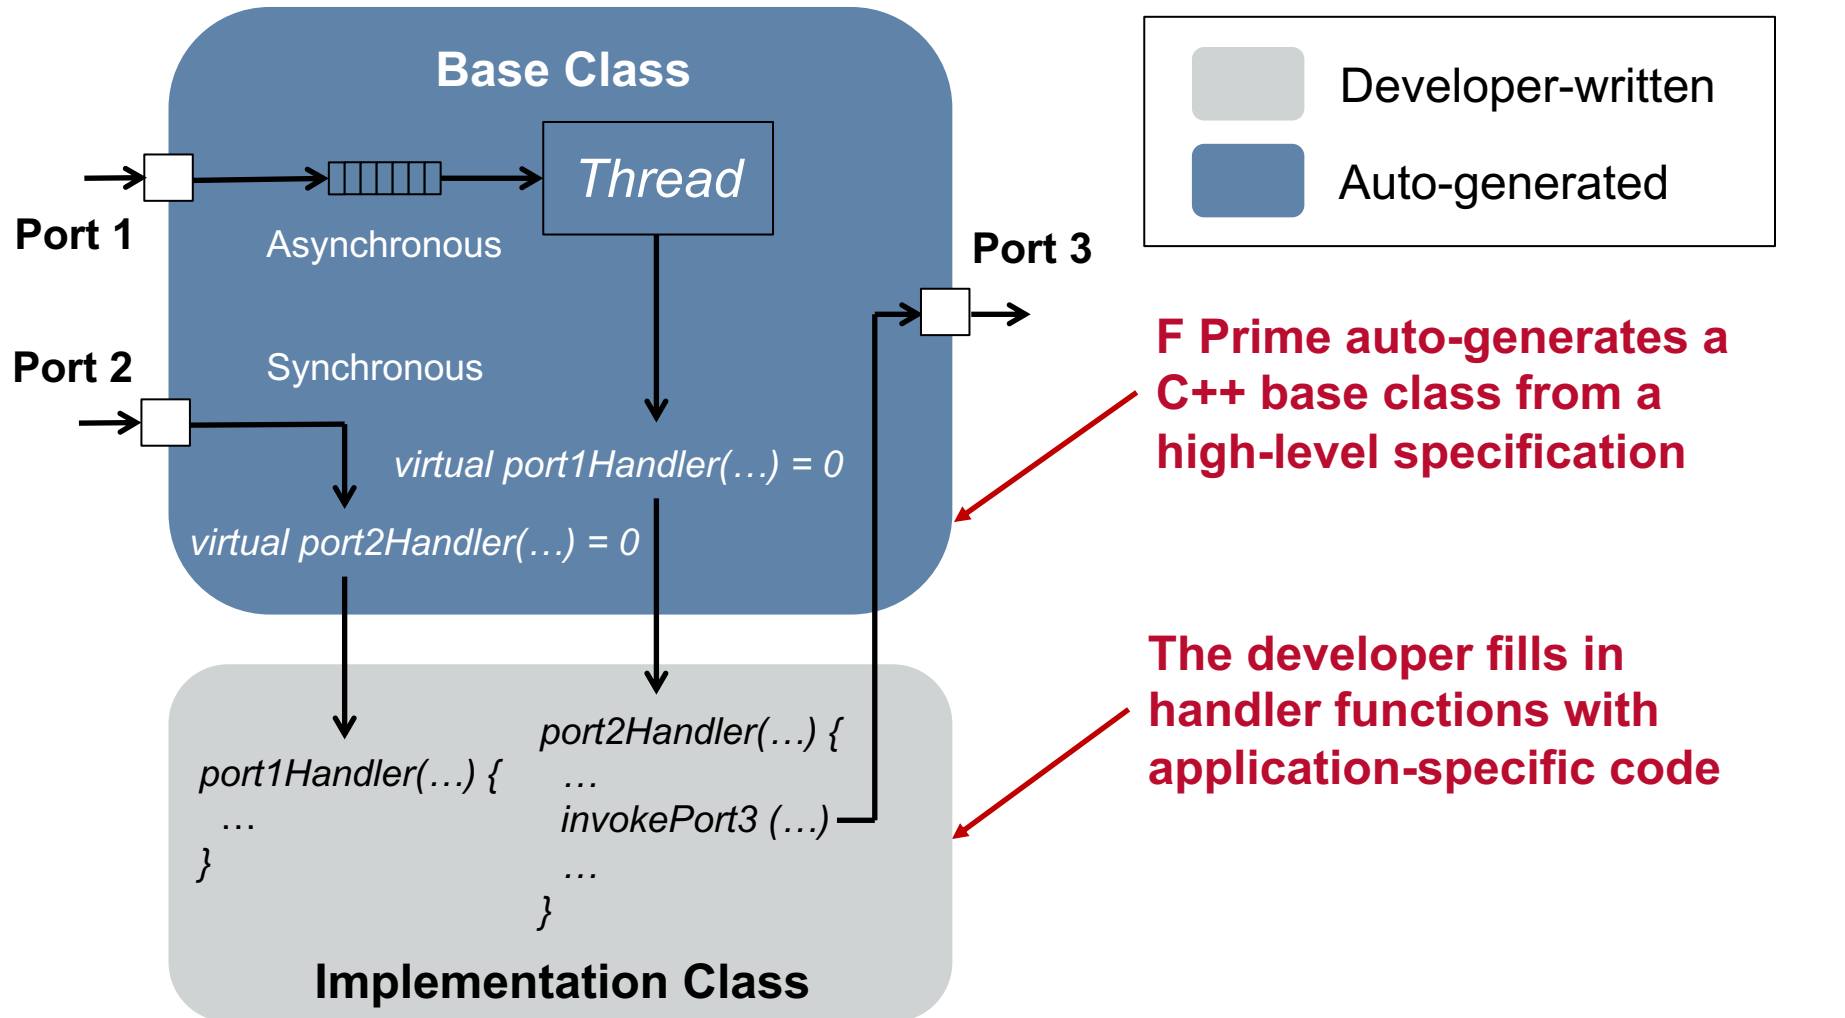 Base Class
Thread
Port 1
Asynchronous
Port 2
Synchronous
virtual port1Handler(…) = 0
virtual port2Handler(…) = 0
Port 3
port1Handler(…) {
…
}
port2Handler(…) {
…
invokePort3 (…)
…
}
Implementation Class
Developer-written
Auto-generated
F Prime auto-generates a
C++ base class from a
high-level specification
The developer fills in
handler functions with
application-specific code